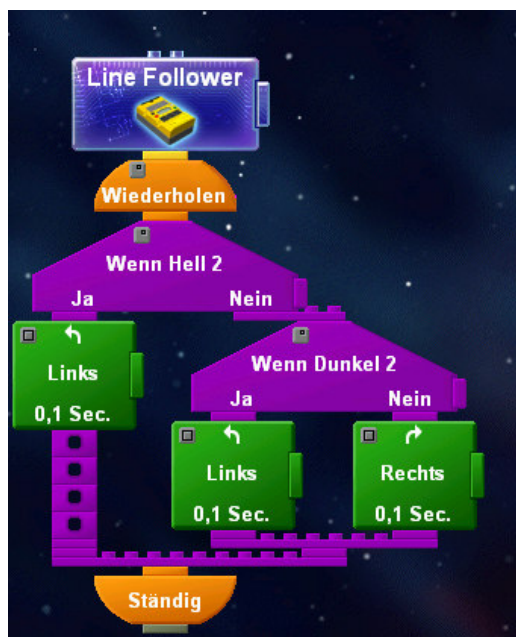 Line Follower
Wiederholen
Wenn Hell 2
Ja Nein
Links
0,1 Sec.
Wenn Dunkel 2
Ja Nein
Links
0,1 Sec.
Rechts
0,1 Sec.
Ständig